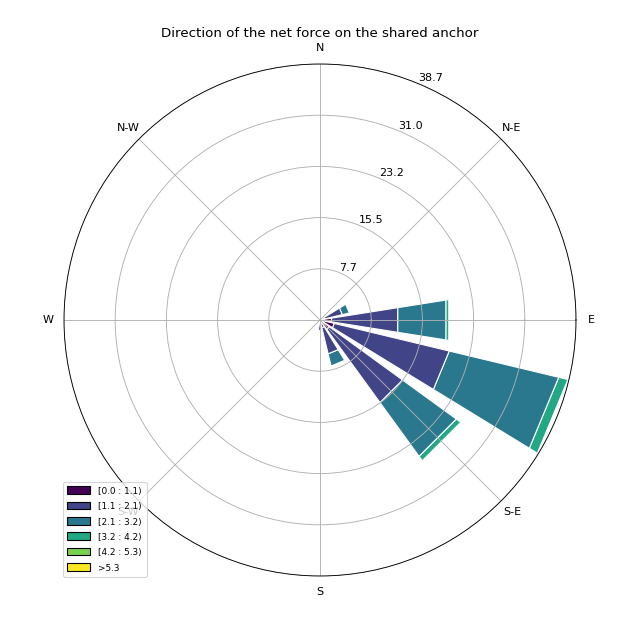 Direction of the net force on the shared anchor
N
38.7
N-W
31.0
N-E
23.2
15.5
7.7
W
E
[0.0 : 1.1)
[1.1 : 2.1)
S-W
S-E
[2.1 : 3.2)
[3.2 : 4.2)
[4.2 : 5.3)
>5.3
S